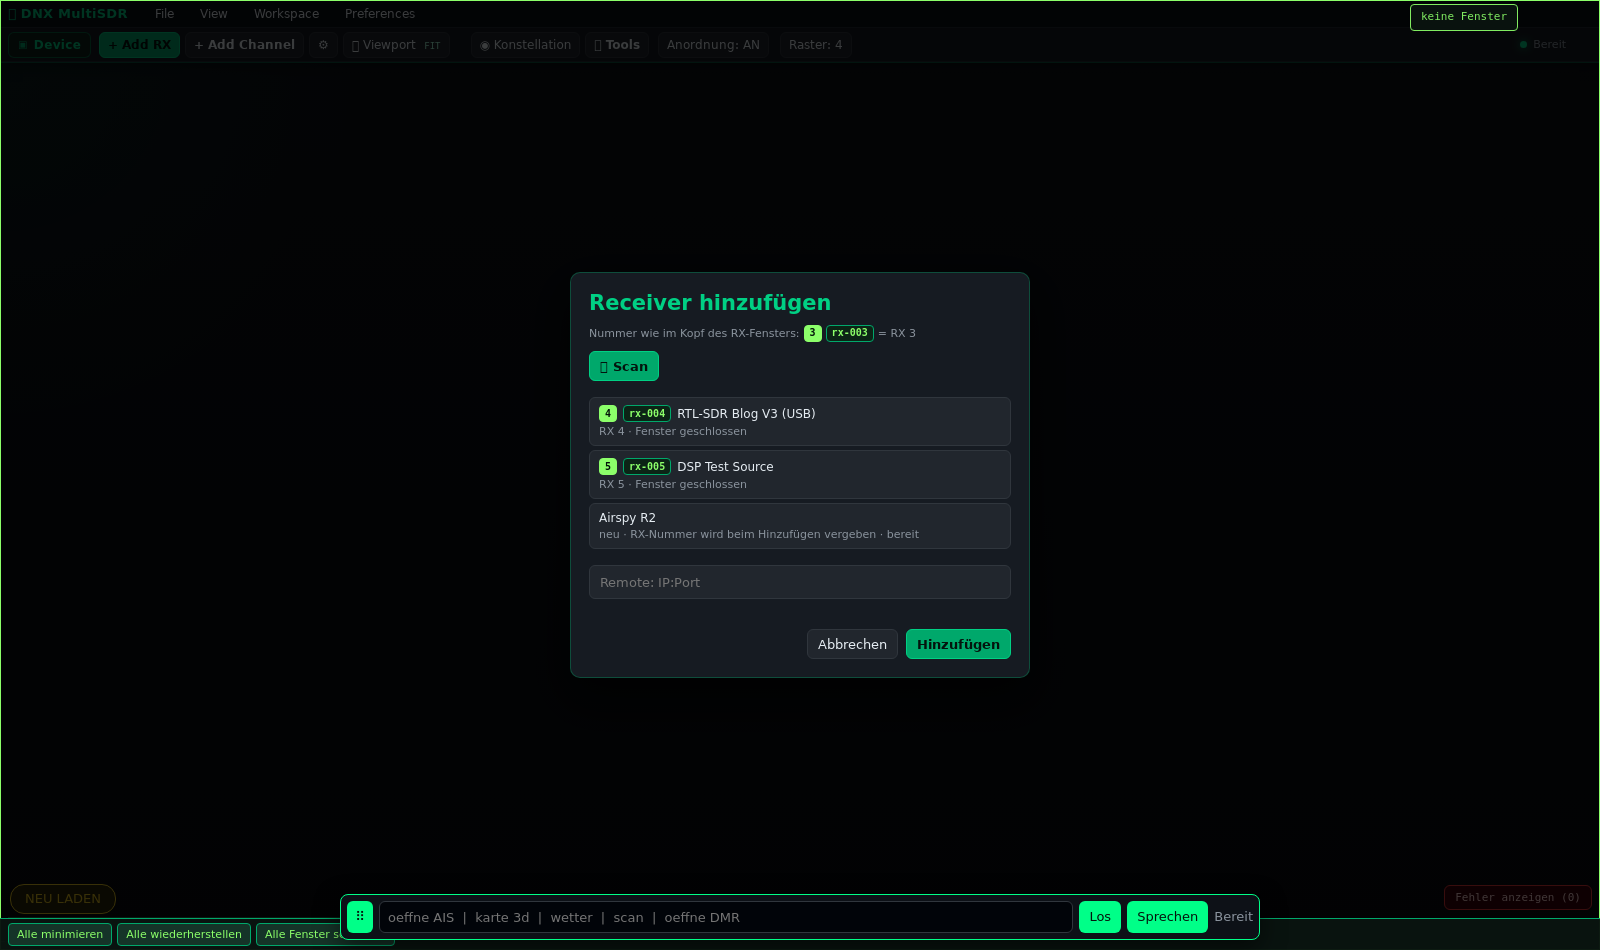 DNX MultiSDR File View Workspace Preferences
keine Fenster
Device + Add RX + Add Channel Viewport FIT Konstellation Tools Anordnung: AN Raster: 4 Bereit
Receiver hinzufügen
Nummer wie im Kopf des RX-Fensters: 3 rx-003 = RX 3
Scan
4 rx-004 RTL-SDR Blog V3 (USB)
RX 4 · Fenster geschlossen
5 rx-005 DSP Test Source
RX 5 · Fenster geschlossen
Airspy R2
neu · RX-Nummer wird beim Hinzufügen vergeben · bereit
Remote: IP:Port
Abbrechen Hinzufügen
NEU LADEN
Fehler anzeigen (0)
oeffne AIS | karte 3d | wetter | scan | oeffne DMR Los Sprechen Bereit
Alle minimieren Alle wiederherstellen Alle Fenster